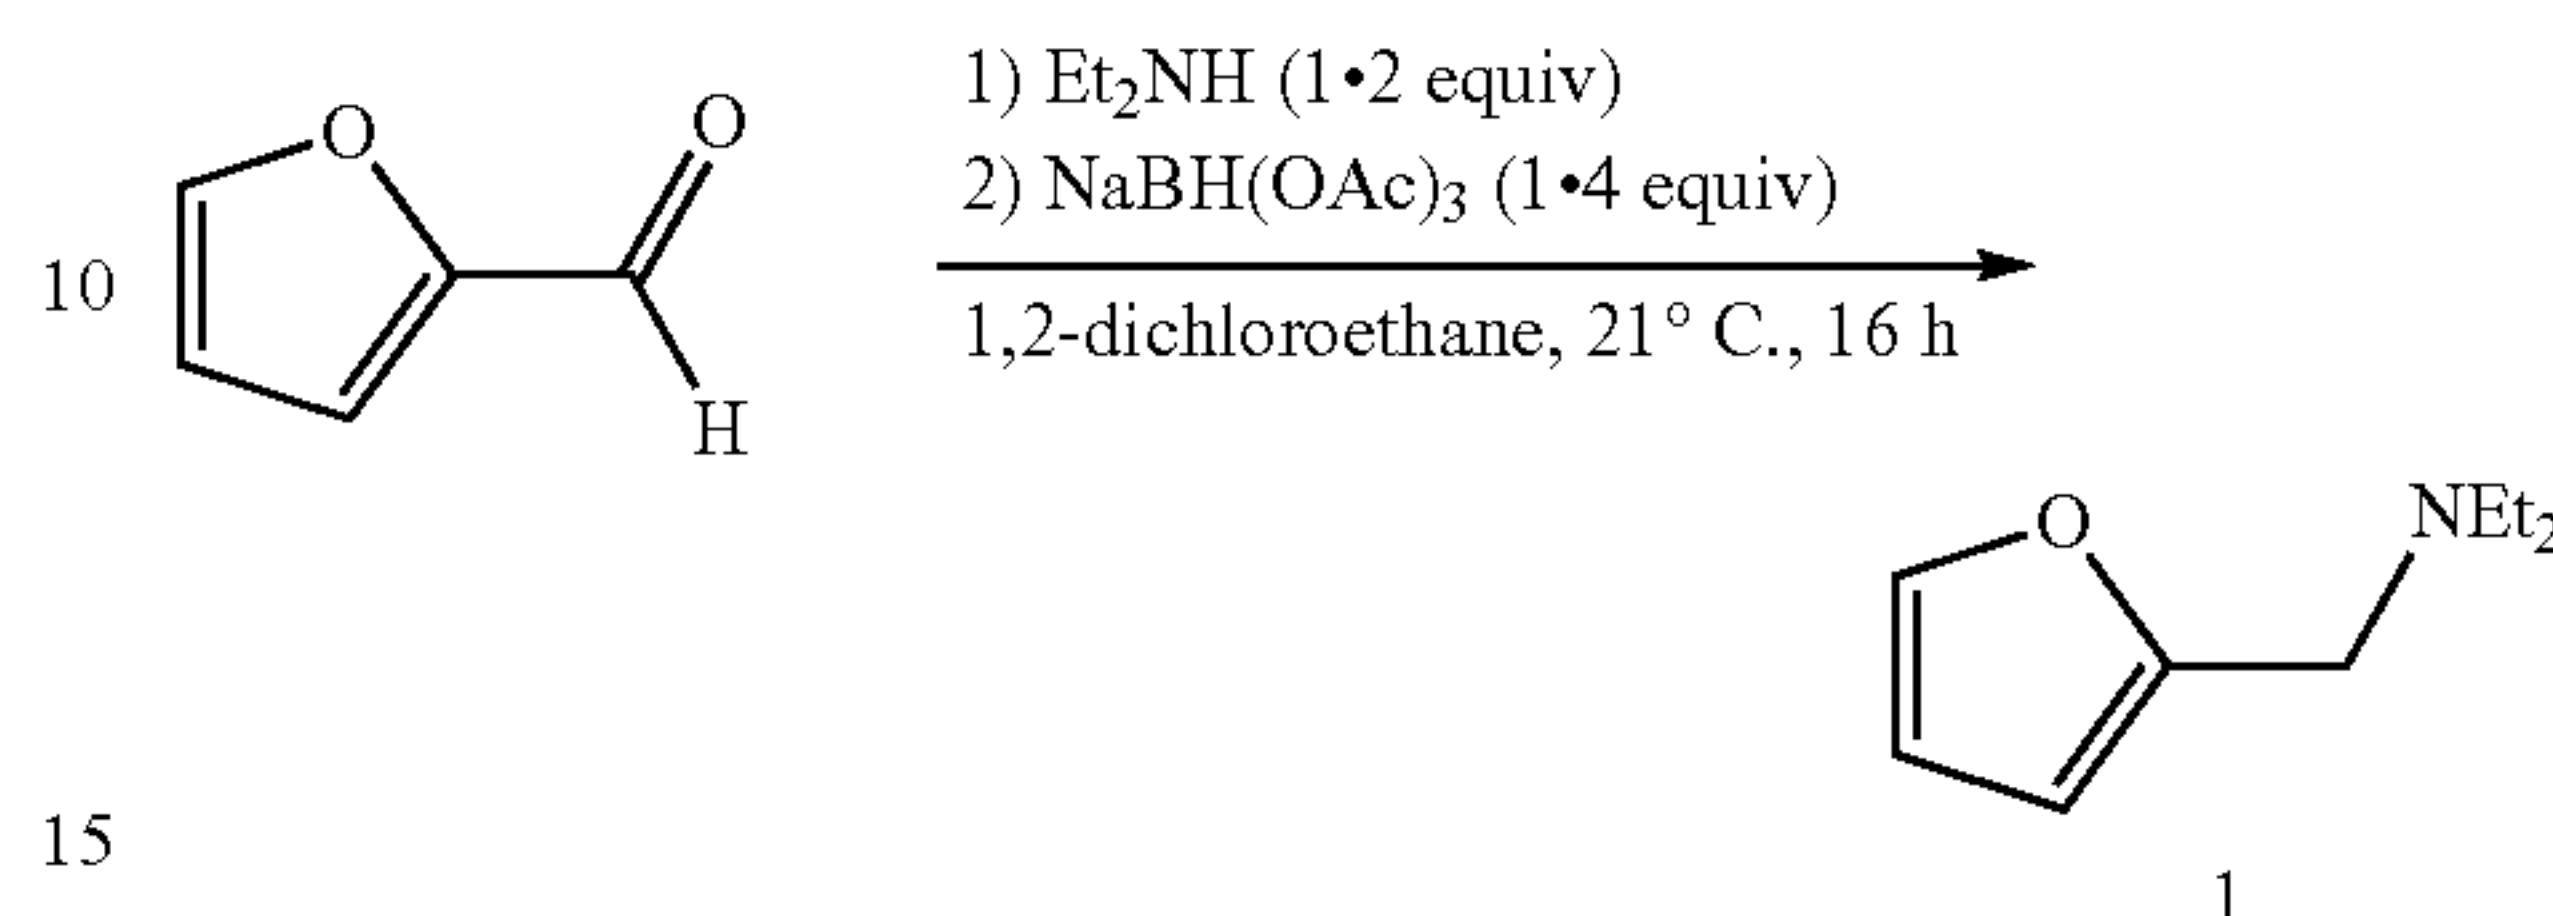 1) Et₂NH (1•2 equiv)
2) NaBH(OAc)₃ (1•4 equiv)
1,2-dichloroethane, 21° C., 16 h
O
O
H
10
O
NEt₂
15
1